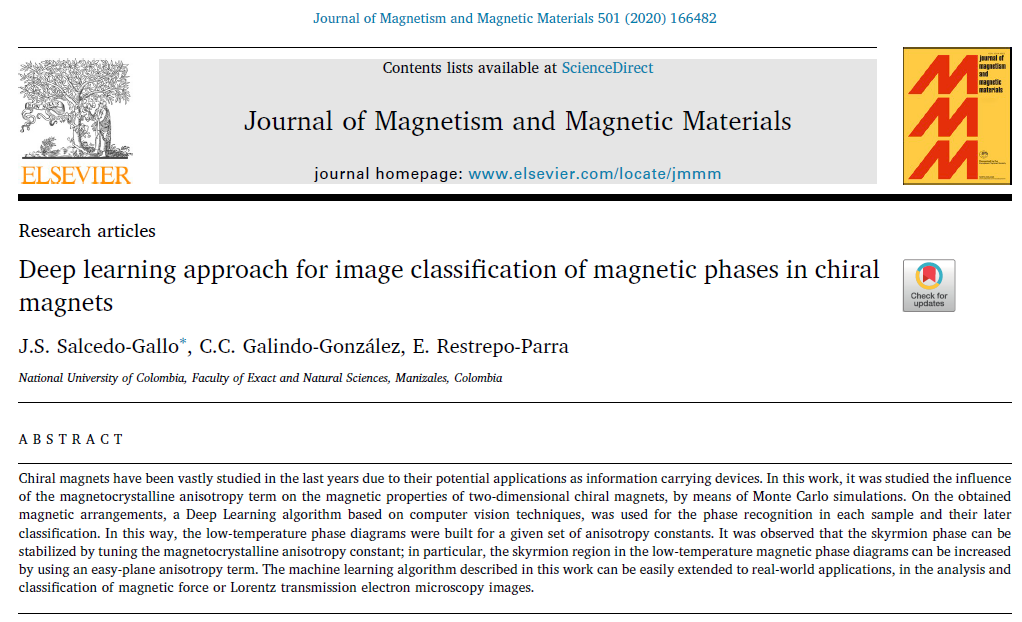 Journal of Magnetism and Magnetic Materials 501 (2020) 166482
Contents lists available at ScienceDirect
Journal of Magnetism and Magnetic Materials
journal homepage: www.elsevier.com/locate/jmmm
ELSEVIER
journal of
magnetism
and
magnetic
materials
Research articles
Deep learning approach for image classification of magnetic phases in chiral
magnets
Check for
updates
J.S. Salcedo-Gallo*, C.C. Galindo-González, E. Restrepo-Parra
National University of Colombia, Faculty of Exact and Natural Sciences, Manizales, Colombia
ABSTRACT
Chiral magnets have been vastly studied in the last years due to their potential applications as information carrying devices. In this work, it was studied the influence
of the magnetocrystalline anisotropy term on the magnetic properties of two-dimensional chiral magnets, by means of Monte Carlo simulations. On the obtained
magnetic arrangements, a Deep Learning algorithm based on computer vision techniques, was used for the phase recognition in each sample and their later
classification. In this way, the low-temperature phase diagrams were built for a given set of anisotropy constants. It was observed that the skyrmion phase can be
stabilized by tuning the magnetocrystalline anisotropy constant; in particular, the skyrmion region in the low-temperature magnetic phase diagrams can be increased
by using an easy-plane anisotropy term. The machine learning algorithm described in this work can be easily extended to real-world applications, in the analysis and
classification of magnetic force or Lorentz transmission electron microscopy images.